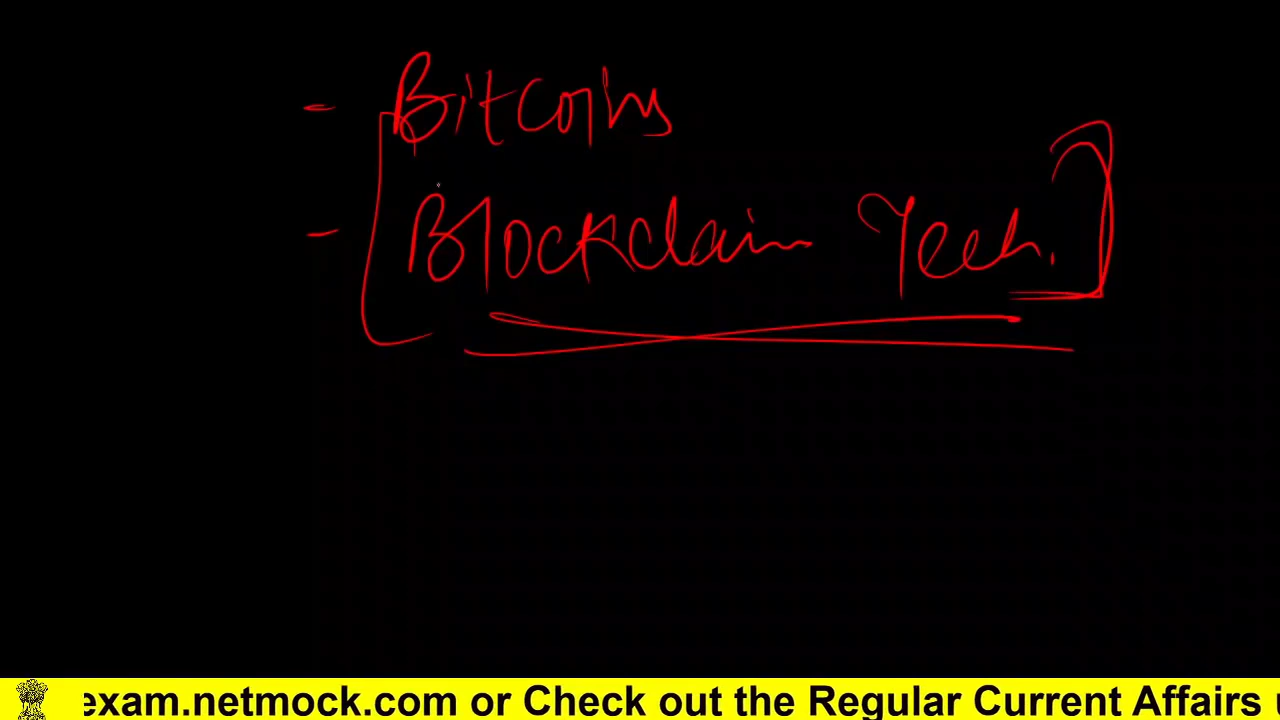 - Bitcoins
- Blockchain Tech.
exam.netmock.com or Check out the Regular Current Affairs